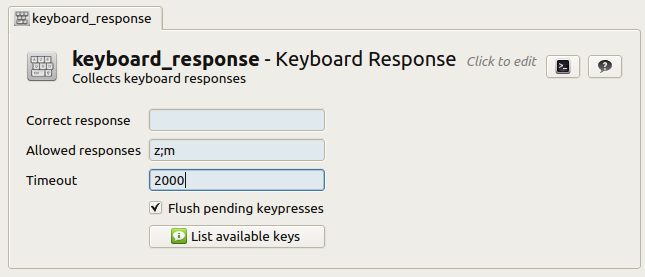 keyboard_response
keyboard_response - Keyboard Response Click to edit
Collects keyboard responses
Correct response
Allowed responses z;m
Timeout 2000
Flush pending keypresses
List available keys